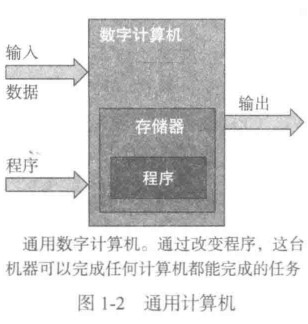 数字计算机
输入
数据
存储器
输出
程序
程序
通用数字计算机。通过改变程序，这台
机器可以完成任何计算机都能完成的任务
图 1-2 通用计算机